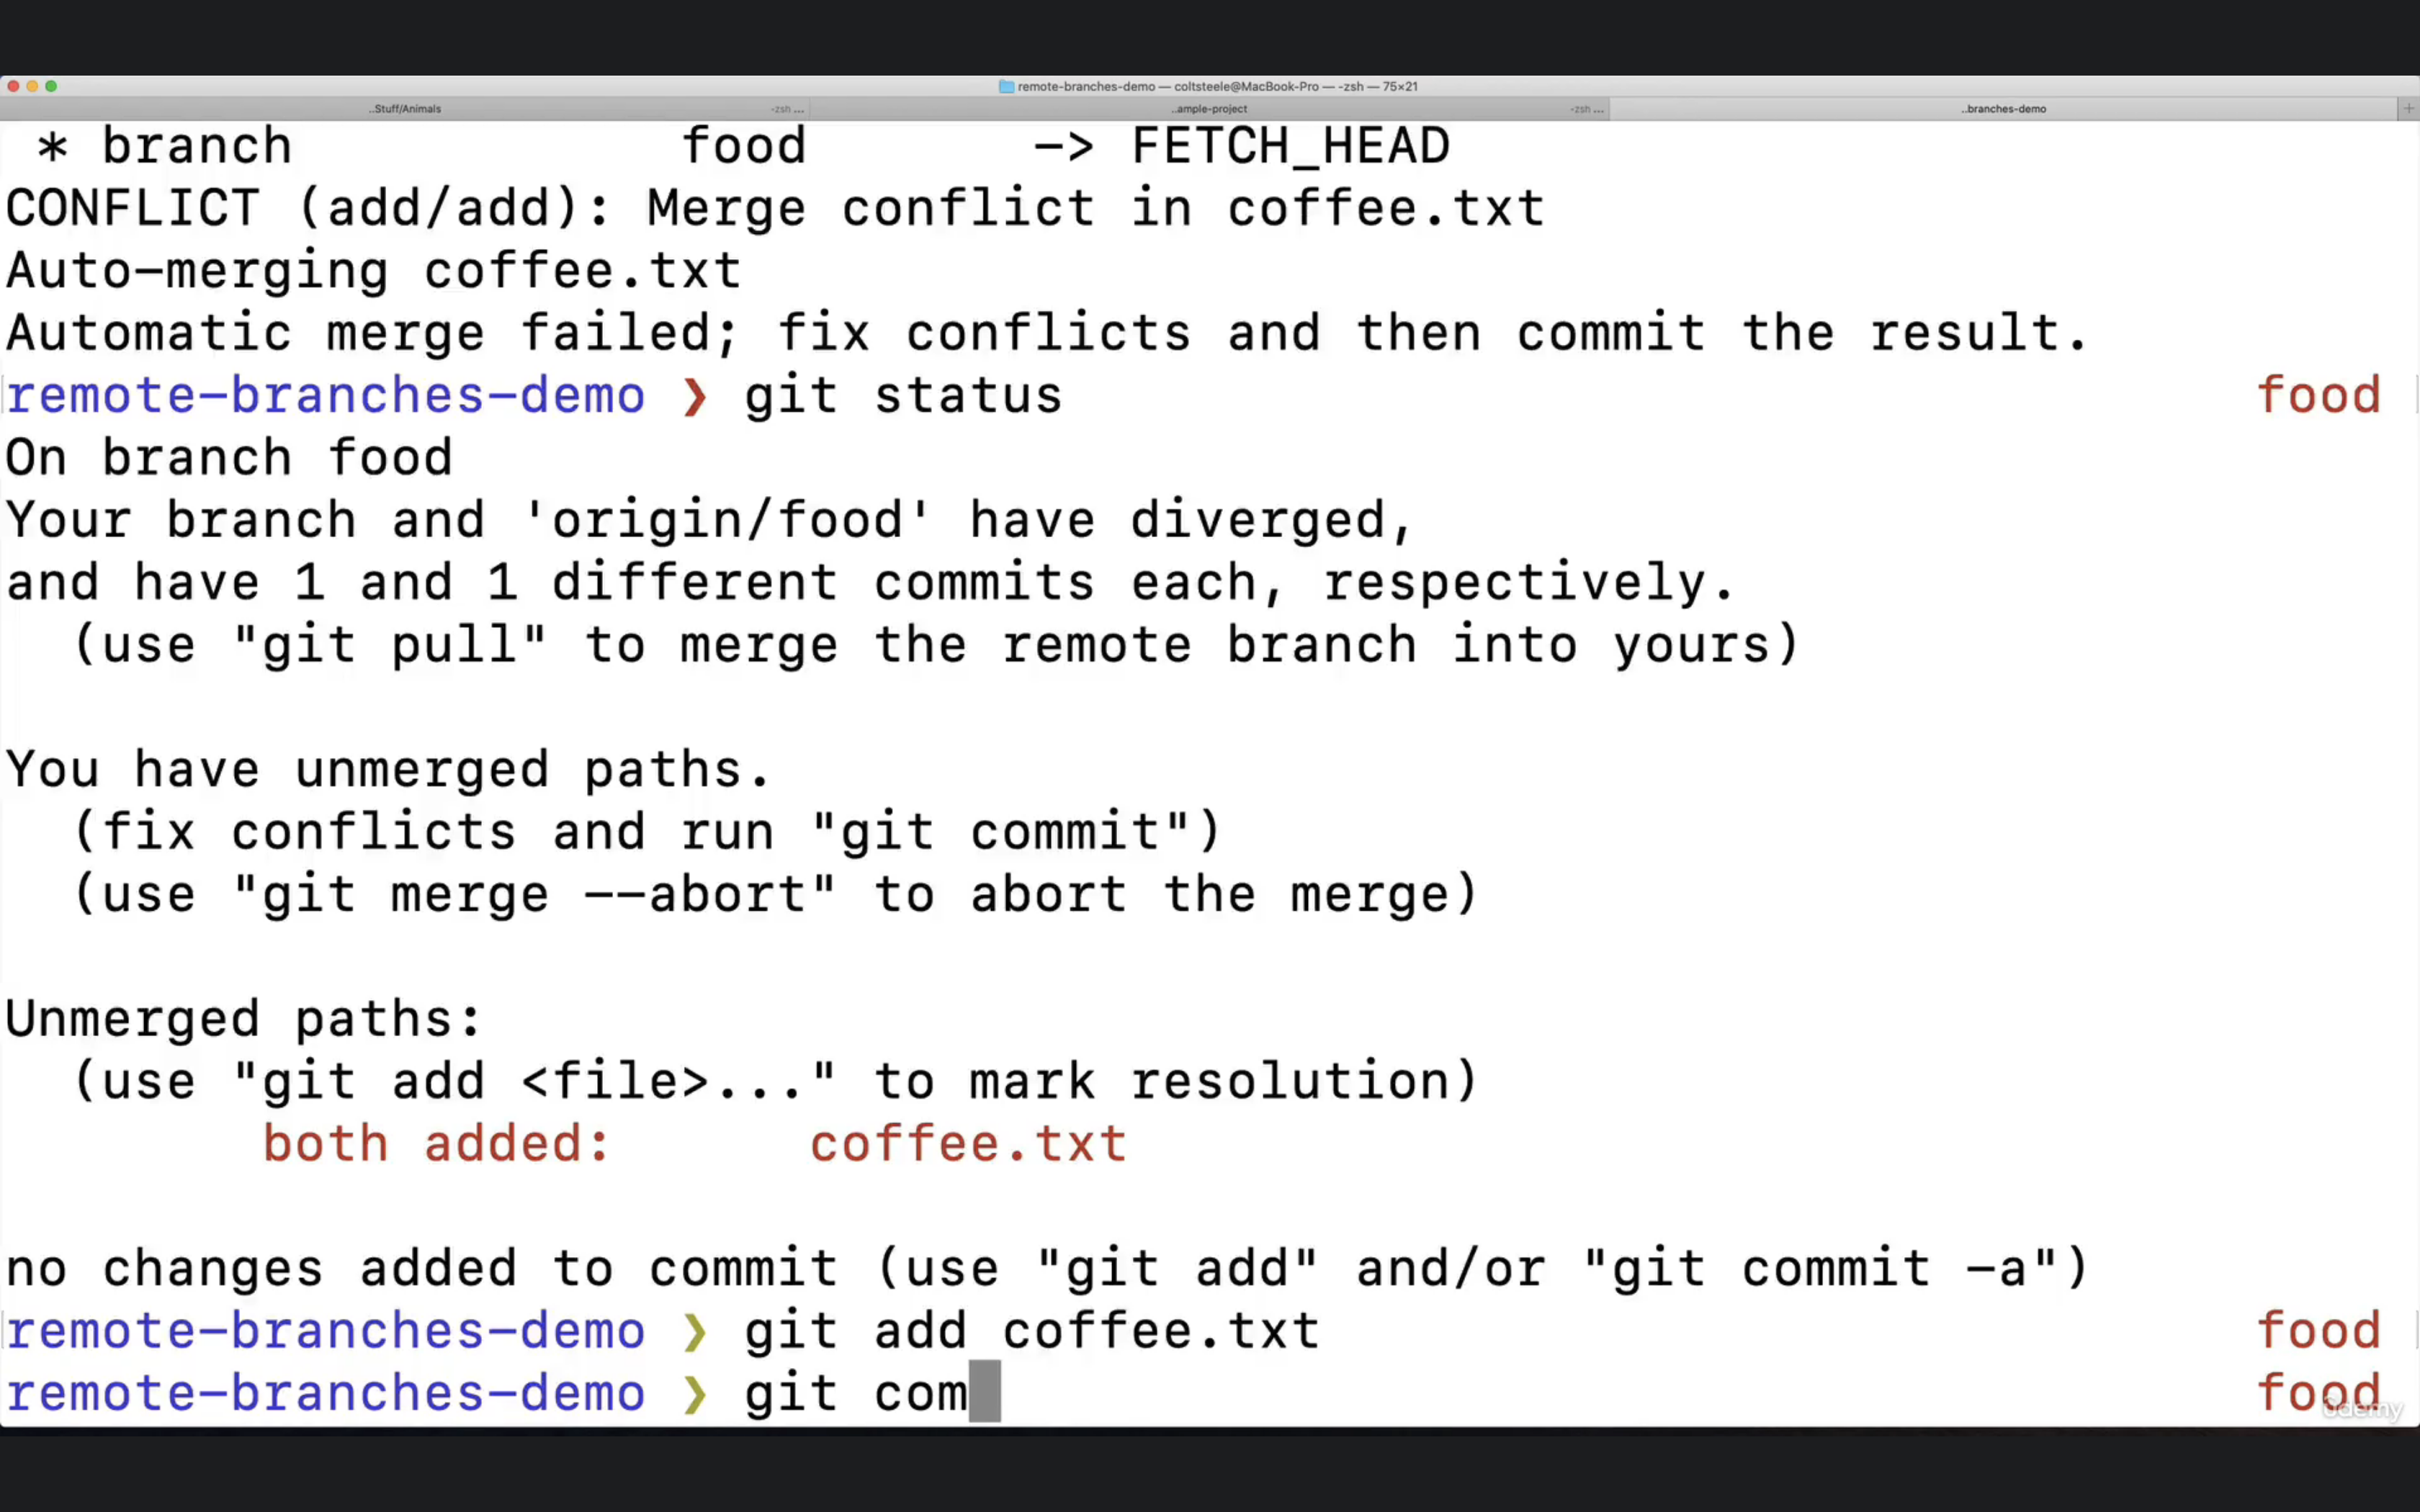 remote-branches-demo — coltsteele@MacBook-Pro — -zsh — 75×21
..Stuff/Animals -zsh ... ..ample-project -zsh ... ..branches-demo +
* branch food -> FETCH_HEAD
CONFLICT (add/add): Merge conflict in coffee.txt
Auto-merging coffee.txt
Automatic merge failed; fix conflicts and then commit the result.
remote-branches-demo ❯ git status food
On branch food
Your branch and 'origin/food' have diverged,
and have 1 and 1 different commits each, respectively.
(use "git pull" to merge the remote branch into yours)
You have unmerged paths.
(fix conflicts and run "git commit")
(use "git merge --abort" to abort the merge)
Unmerged paths:
(use "git add <file>..." to mark resolution)
both added: coffee.txt
no changes added to commit (use "git add" and/or "git commit -a")
remote-branches-demo ❯ git add coffee.txt food
remote-branches-demo ❯ git com food
ûdemy